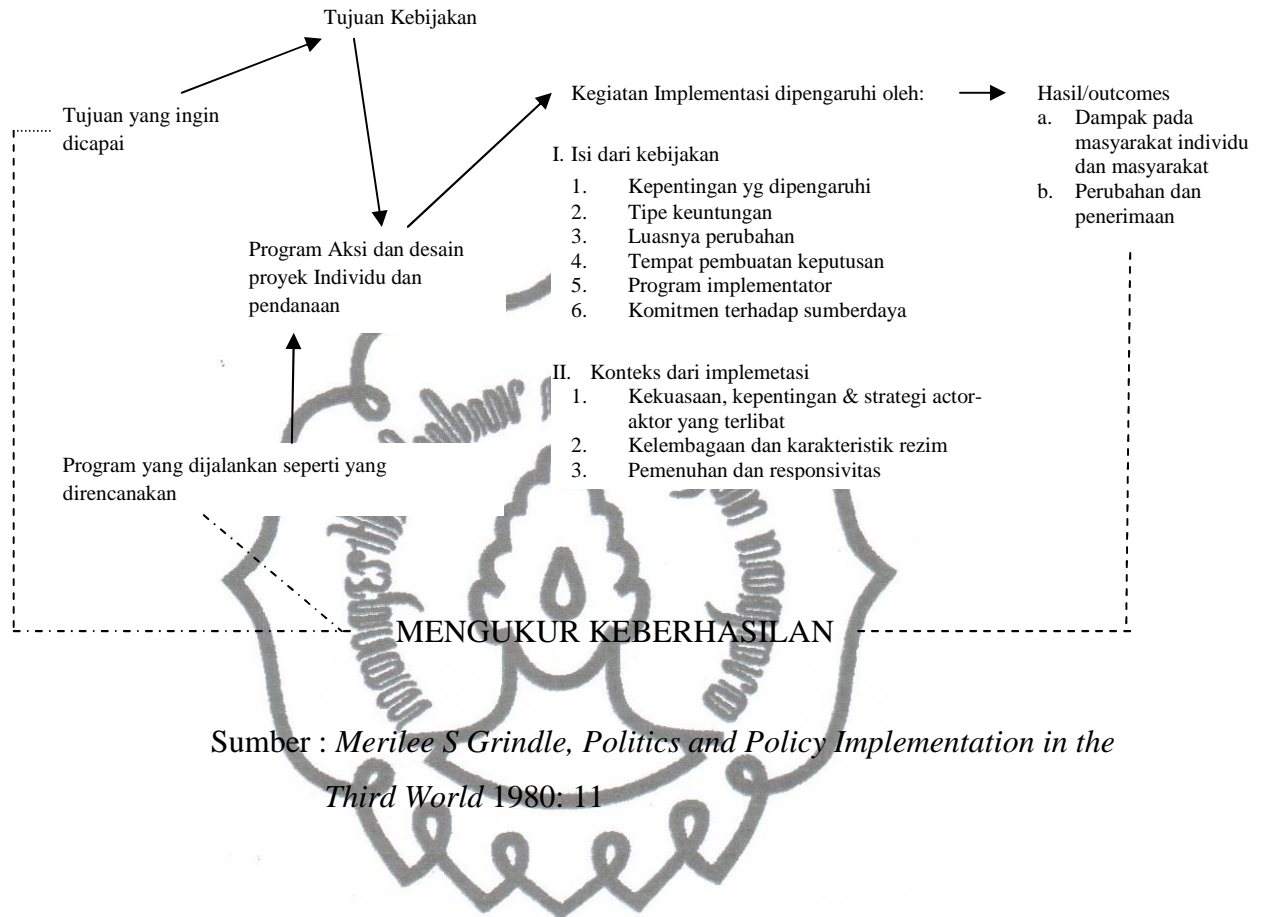 Tujuan Kebijakan
Tujuan yang ingin
dicapai
Program Aksi dan desain
proyek Individu dan
pendanaan
Program yang dijalankan seperti yang
direncanakan
Kegiatan Implementasi dipengaruhi oleh:
I. Isi dari kebijakan
1. Kepentingan yg dipengaruhi
2. Tipe keuntungan
3. Luasnya perubahan
4. Tempat pembuatan keputusan
5. Program implementator
6. Komitmen terhadap sumberdaya
II. Konteks dari implemetasi
1. Kekuasaan, kepentingan & strategi actor-
aktor yang terlibat
2. Kelembagaan dan karakteristik rezim
3. Pemenuhan dan responsivitas
Hasil/outcomes
a. Dampak pada
masyarakat individu
dan masyarakat
b. Perubahan dan
penerimaan
MENGUKUR KEBERHASILAN
Sumber : Merilee S Grindle, Politics and Policy Implementation in the
Third World 1980: 11